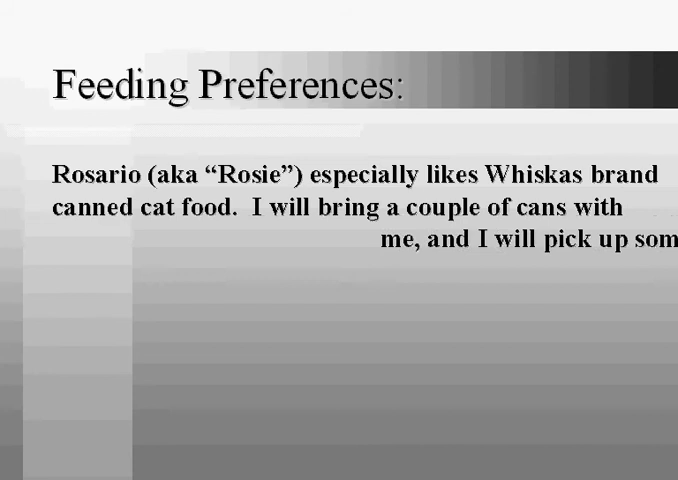 Feeding Preferences:
Rosario (aka “Rosie”) especially likes Whiskas brand
canned cat food.  I will bring a couple of cans with
me, and I will pick up som